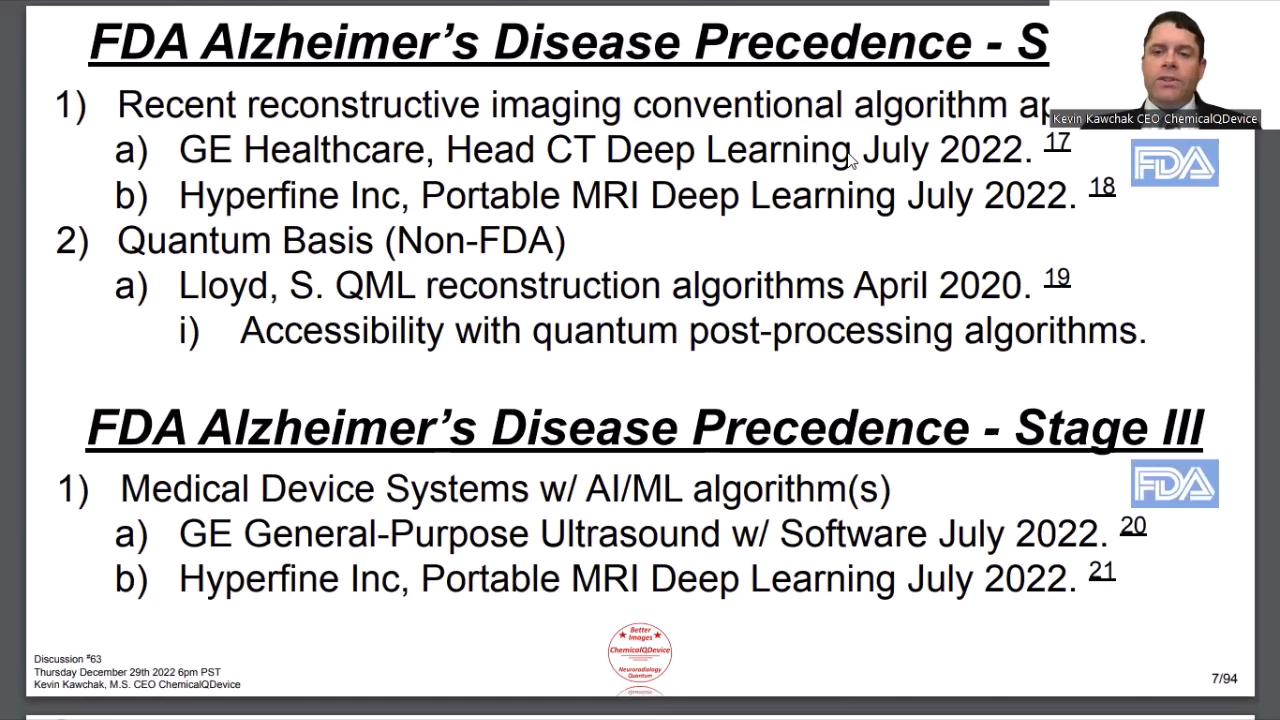 FDA Alzheimer's Disease Precedence - S
1) Recent reconstructive imaging conventional algorithm
Kevin Kawchak CEO ChemicalQDevice
a) GE Healthcare, Head CT Deep Learning July 2022. 17
FDA
b) Hyperfine Inc, Portable MRI Deep Learning July 2022. 18
2) Quantum Basis (Non-FDA)
a) Lloyd, S. QML reconstruction algorithms April 2020. 19
i) Accessibility with quantum post-processing algorithms.
FDA Alzheimer's Disease Precedence - Stage III
1) Medical Device Systems w/ AI/ML algorithm(s)
FDA
a) GE General-Purpose Ultrasound w/ Software July 2022. 20
b) Hyperfine Inc, Portable MRI Deep Learning July 2022. 21
Better
Images
ChemicalQDevice
Neuroradiology
Quantum
Discussion #63
Thursday December 29th 2022 6pm PST
Kevin Kawchak, M.S. CEO ChemicalQDevice
7/94